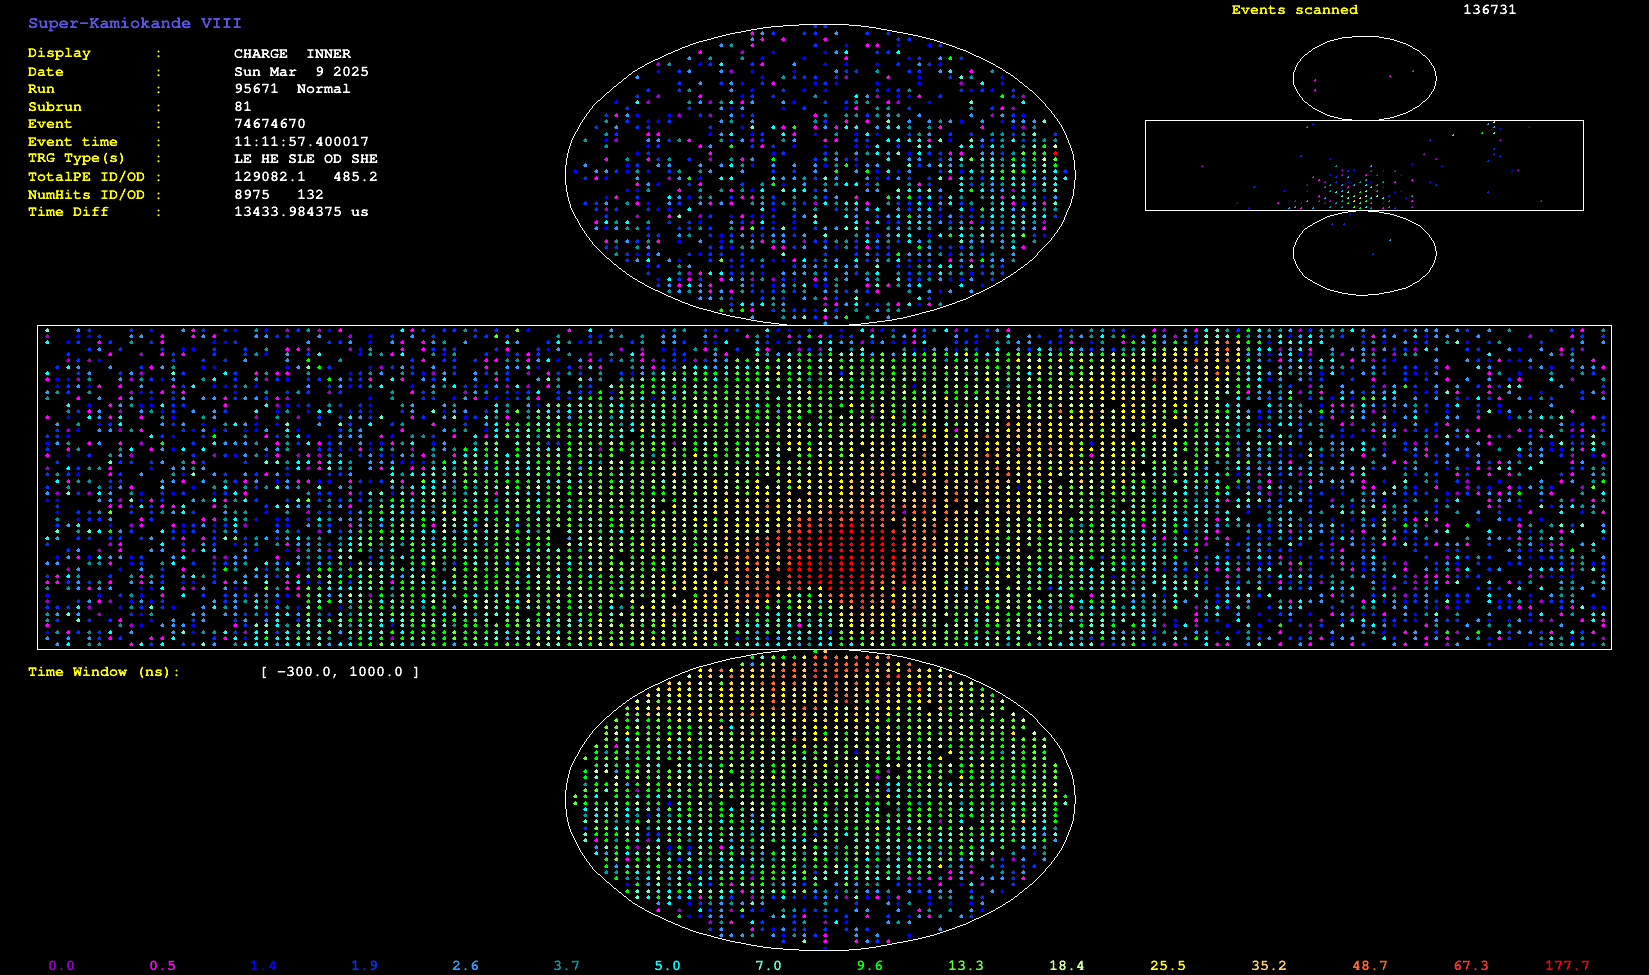 Super-Kamiokande VIII
Events scanned 136731
Display : CHARGE INNER
Date : Sun Mar 9 2025
Run : 95671 Normal
Subrun : 81
Event : 74674670
Event time : 11:11:57.400017
TRG Type(s) : LE HE SLE OD SHE
TotalPE ID/OD : 129082.1 485.2
NumHits ID/OD : 8975 132
Time Diff : 13433.984375 us
Time Window (ns): [ -300.0, 1000.0 ]
0.0 0.5 1.4 1.9 2.6 3.7 5.0 7.0 9.6 13.3 18.4 25.5 35.2 48.7 67.3 177.7